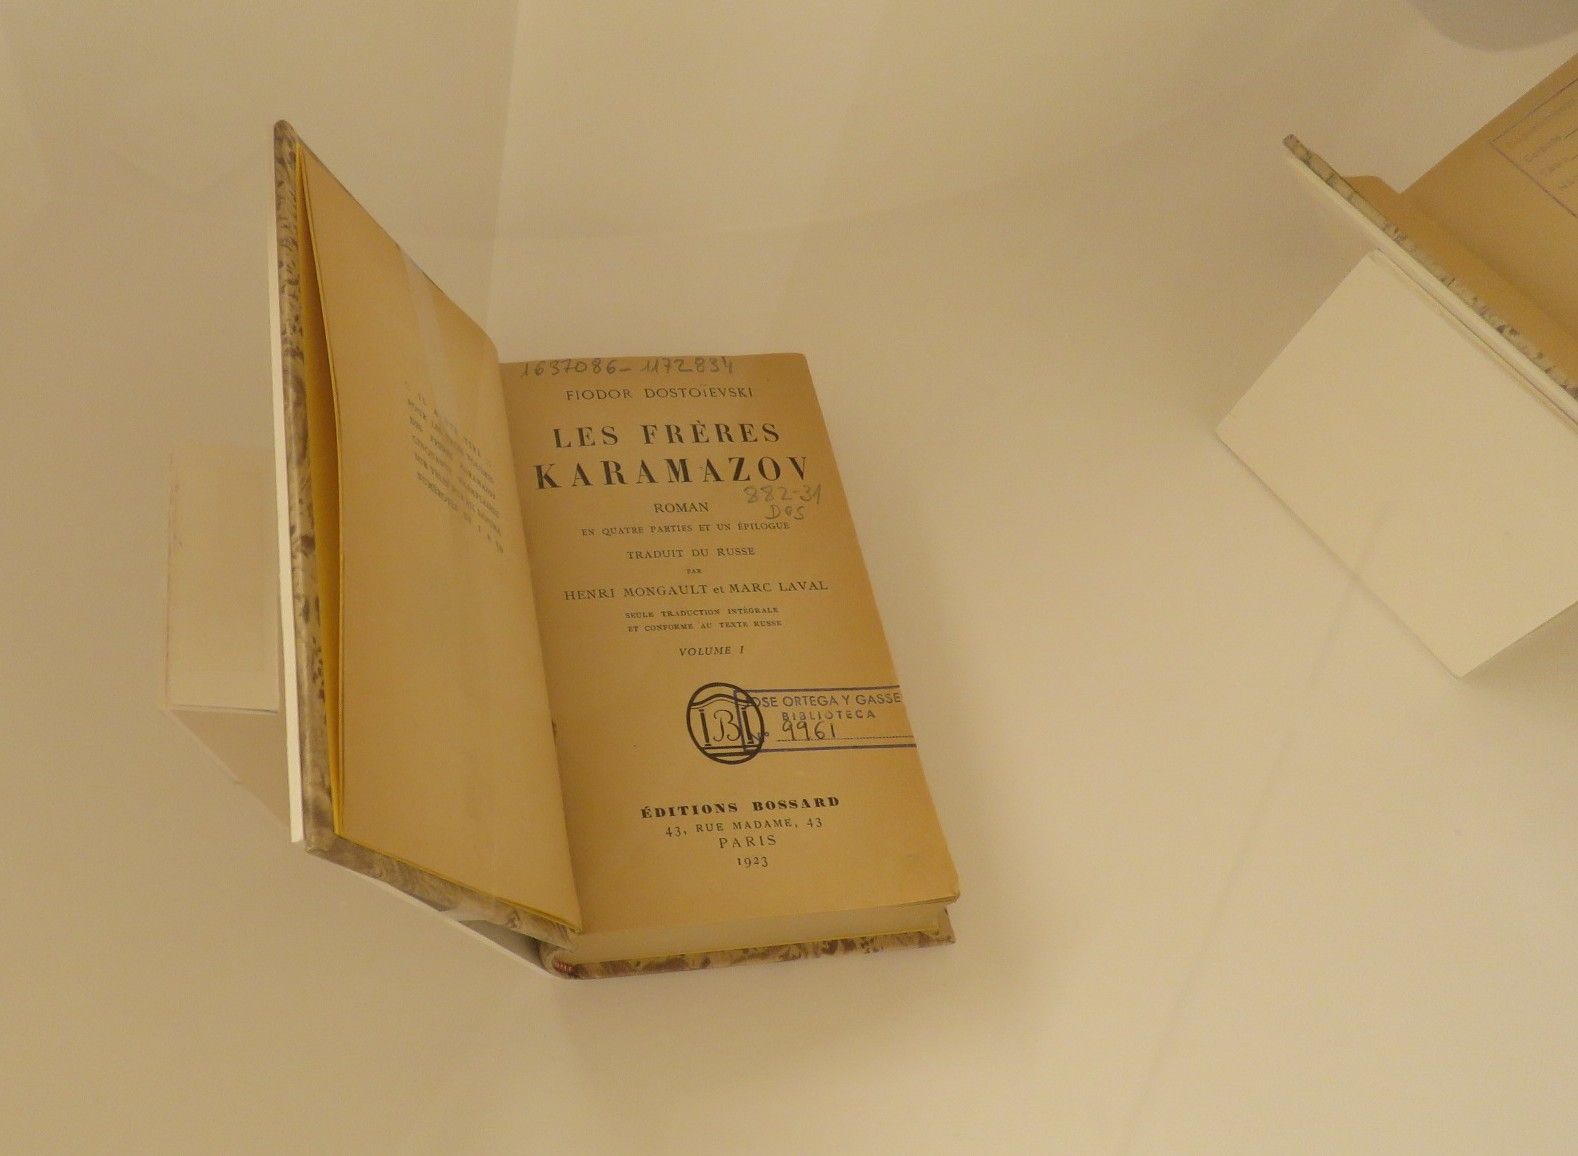 1637086-1172834
FIODOR DOSTOÏEVSKI
LES FRÈRES
KARAMAZOV
882-31
ROMAN
DOS
EN QUATRE PARTIES ET UN ÉPILOGUE
TRADUIT DU RUSSE
PAR
HENRI MONGAULT et MARC LAVAL
SEULE TRADUCTION INTÉGRALE
ET CONFORME AU TEXTE RUSSE
VOLUME I
B
JOSE ORTEGA Y GASSE
BIBLIOTECA
Nº 9961
ÉDITIONS BOSSARD
43, RUE MADAME, 43
PARIS
1923